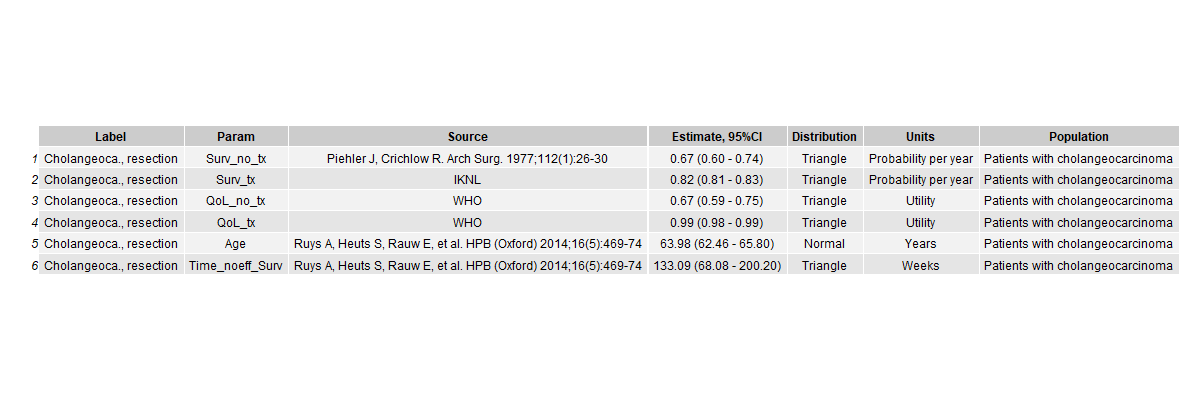 Label Param Source Estimate, 95%CI Distribution Units Population
1 Cholangeoca., resection Surv_no_tx Piehler J, Crichlow R. Arch Surg. 1977;112(1):26-30 0.67 (0.60 - 0.74) Triangle Probability per year Patients with cholangeocarcinoma
2 Cholangeoca., resection Surv_tx IKNL 0.82 (0.81 - 0.83) Triangle Probability per year Patients with cholangeocarcinoma
3 Cholangeoca., resection QoL_no_tx WHO 0.67 (0.59 - 0.75) Triangle Utility Patients with cholangeocarcinoma
4 Cholangeoca., resection QoL_tx WHO 0.99 (0.98 - 0.99) Triangle Utility Patients with cholangeocarcinoma
5 Cholangeoca., resection Age Ruys A, Heuts S, Rauw E, et al. HPB (Oxford) 2014;16(5):469-74 63.98 (62.46 - 65.80) Normal Years Patients with cholangeocarcinoma
6 Cholangeoca., resection Time_noeff_Surv Ruys A, Heuts S, Rauw E, et al. HPB (Oxford) 2014;16(5):469-74 133.09 (68.08 - 200.20) Triangle Weeks Patients with cholangeocarcinoma